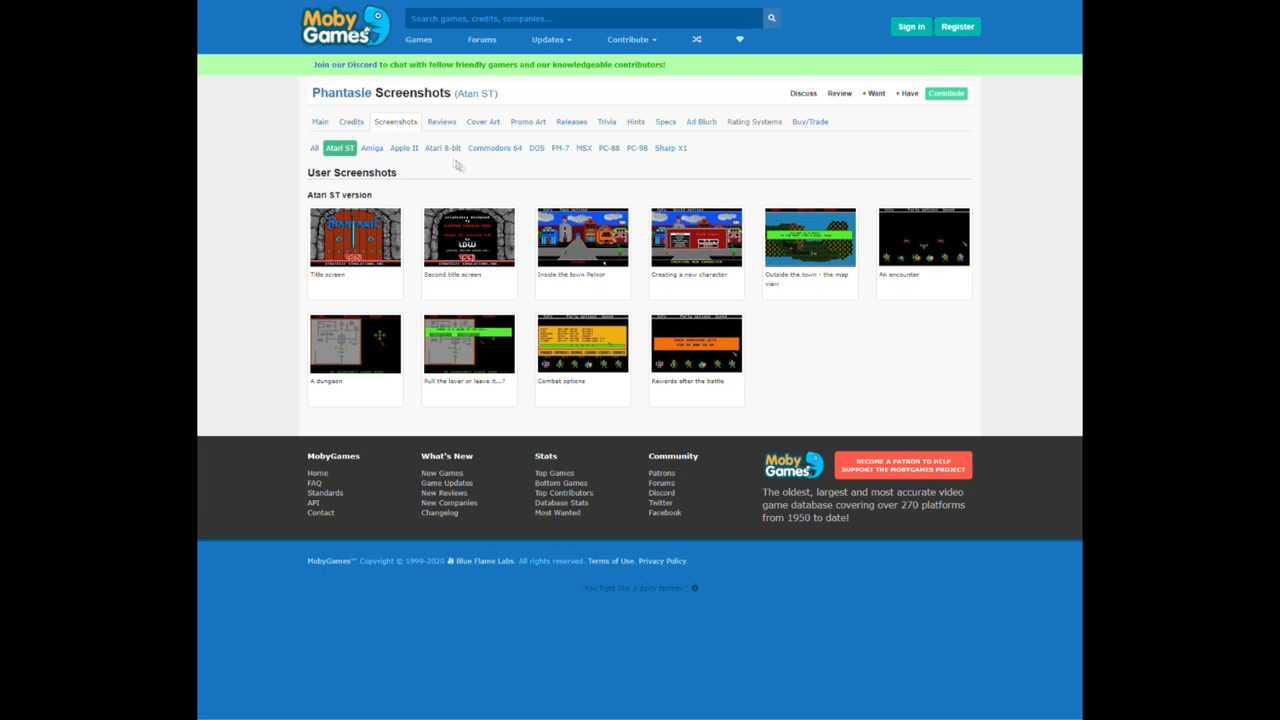 Moby Games
Search games, credits, companies...
Sign in Register
Games Forums Updates Contribute
Join our Discord to chat with fellow friendly gamers and our knowledgeable contributors!
Phantasie Screenshots (Atari ST)
Discuss Review + Want + Have Contribute
Main Credits Screenshots Reviews Cover Art Promo Art Releases Trivia Hints Specs Ad Blurb Rating Systems Buy/Trade
All Atari ST Amiga Apple II Atari 8-bit Commodore 64 DOS FM-7 MSX PC-88 PC-98 Sharp X1
User Screenshots
Atari ST version
Title screen
Second title screen
Inside the town Pelnor
Creating a new character
Outside the town - the map
view
An encounter
A dungeon
Pull the lever or leave it...?
Combat options
Rewards after the battle
MobyGames
Home
FAQ
Standards
API
Contact
What's New
New Games
Game Updates
New Reviews
New Companies
Changelog
Stats
Top Games
Bottom Games
Top Contributors
Database Stats
Most Wanted
Community
Patrons
Forums
Discord
Twitter
Facebook
Moby Games
BECOME A PATRON TO HELP
SUPPORT THE MOBYGAMES PROJECT
The oldest, largest and most accurate video
game database covering over 270 platforms
from 1950 to date!
MobyGames™ Copyright © 1999-2020 Blue Flame Labs. All rights reserved. Terms of Use. Privacy Policy.
"You fight like a dairy farmer!"